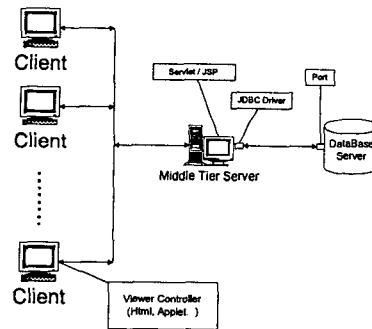 Client
Client
Client
Servlet / JSP
JDBC Driver
Port
DataBase
Server
Middle Tier Server
Viewer Controller
(Html, Applet. )